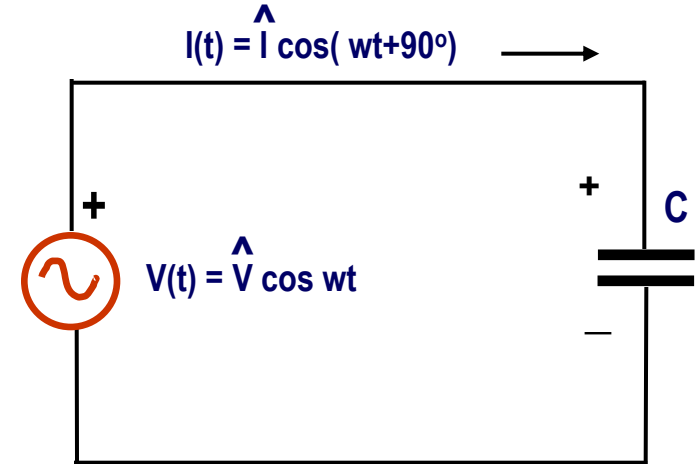 I(t) = Î cos( wt+90º)
+
+
C
V(t) = V̂ cos wt
_